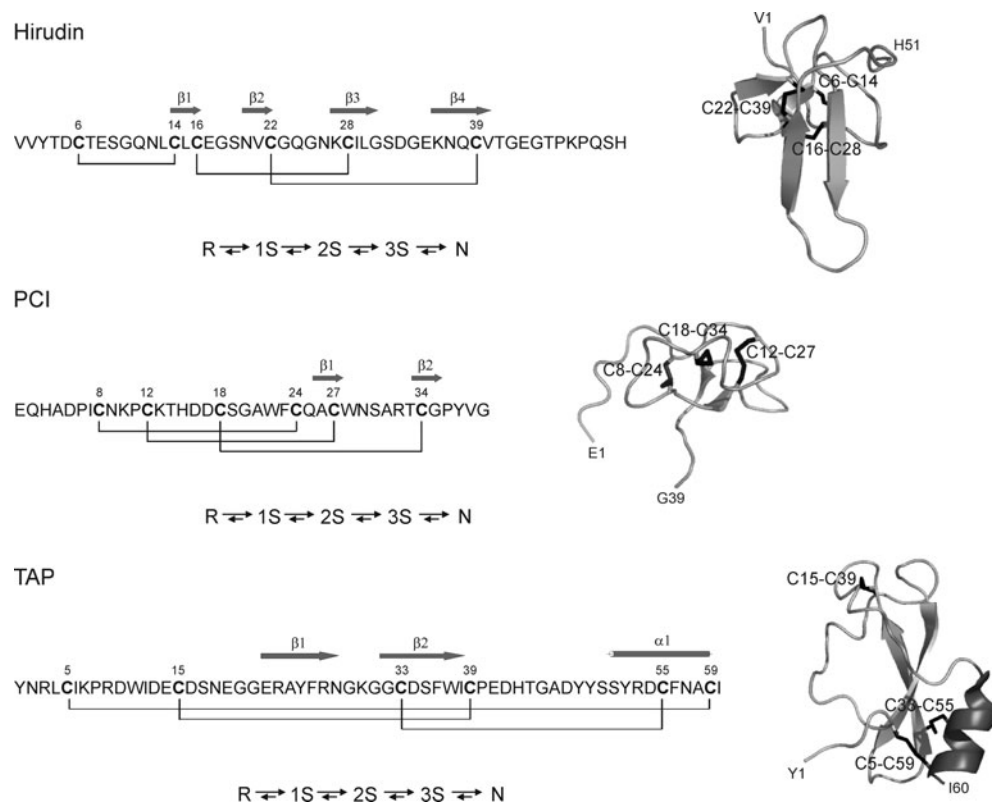 Hirudin
V1
H51
C6-C14
C22-C39
C16-C28
β1 β2 β3 β4
6 14 16 22 28 39
VVYTDCTESGQNLCLCEGSNVCGQGNKCILGSDGEKNQCVTGEGTPKPQSH
R ⇄ 1S ⇄ 2S ⇄ 3S ⇄ N
PCI
C18-C34
C8-C24
C12-C27
E1
G39
β1 β2
8 12 18 24 27 34
EQHADPICNKPCKTHDDCSGAWFCQACWNSARTCGPYVG
R ⇄ 1S ⇄ 2S ⇄ 3S ⇄ N
TAP
C15-C39
C33-C55
C5-C59
Y1
I60
β1 β2 α1
5 15 33 39 55 59
YNRLCIKPRDWIDECDSNEGGERAYFRNGKGGCDSFWICPEDHTGADYYSSYRDCFNACI
R ⇄ 1S ⇄ 2S ⇄ 3S ⇄ N